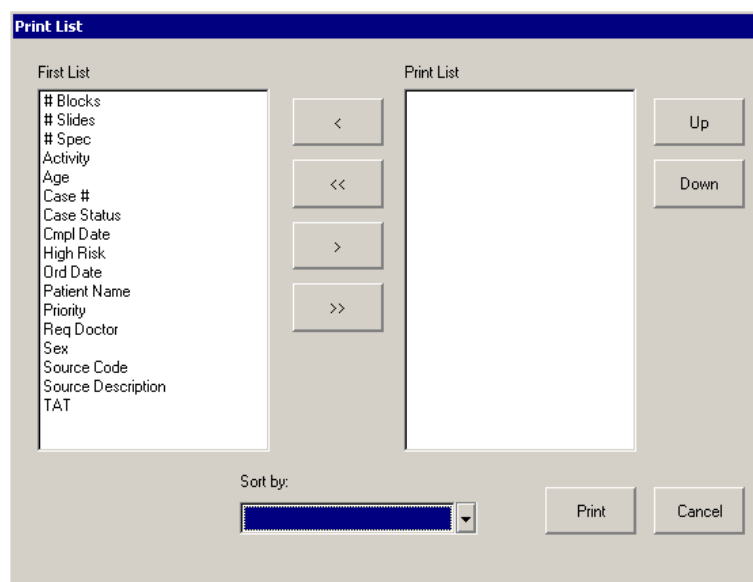 Print List
First List
# Blocks
# Slides
# Spec
Activity
Age
Case #
Case Status
Cmpl Date
High Risk
Ord Date
Patient Name
Priority
Req Doctor
Sex
Source Code
Source Description
TAT
<
<<
>
>>
Print List
Up
Down
Sort by:
Print
Cancel